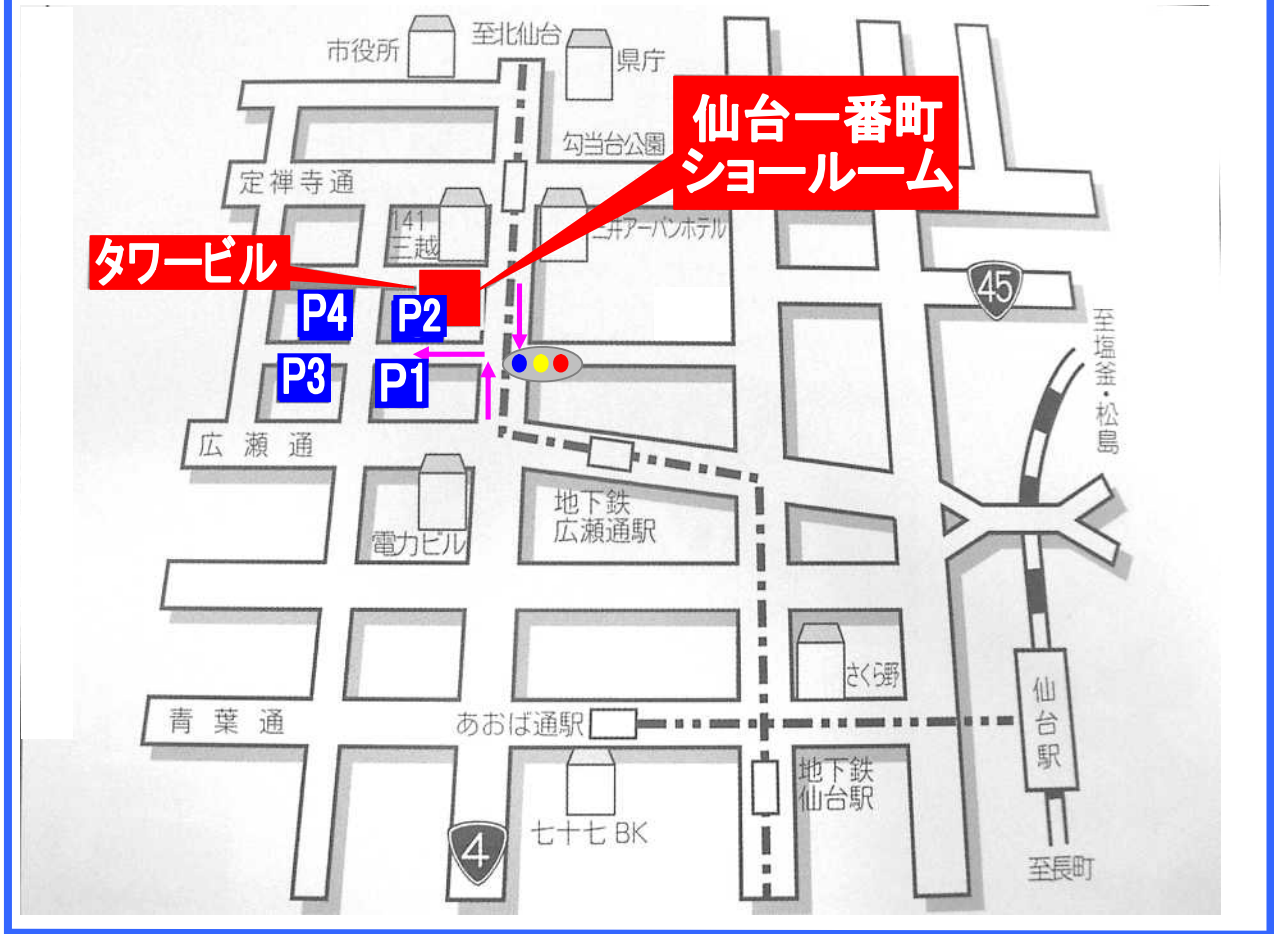 市役所
至北仙台
県庁
仙台一番町
ショールーム
勾当台公園
定禅寺通
141
三越
三井アーバンホテル
タワービル
45
P4
P2
至塩釜・松島
P3
P1
広瀬通
地下鉄
広瀬通駅
電力ビル
さくら野
仙台駅
青葉通
あおば通駅
地下鉄
仙台駅
七十七 BK
4
至長町